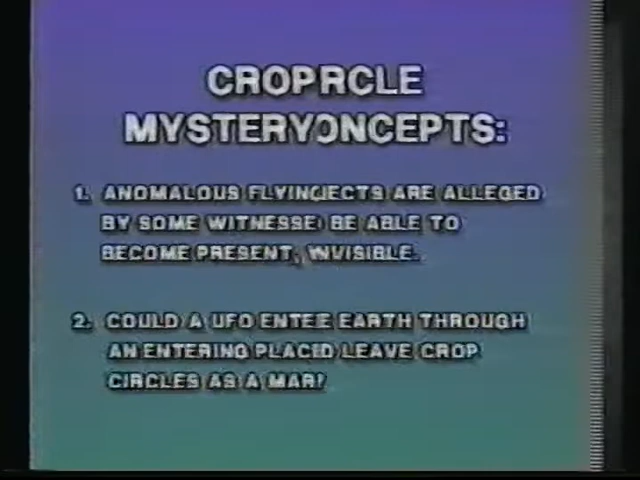 CROPRCLE
MYSTERYONCEPTS:
1. ANOMALOUS FLYINGJECTS ARE ALLEGED
BY SOME WITNESSE BE ABLE TO
BECOME PRESENT, INVISIBLE.
2. COULD A UFO ENTEE EARTH THROUGH
AN ENTERING PLACID LEAVE CROP
CIRCLES AS A MAR?